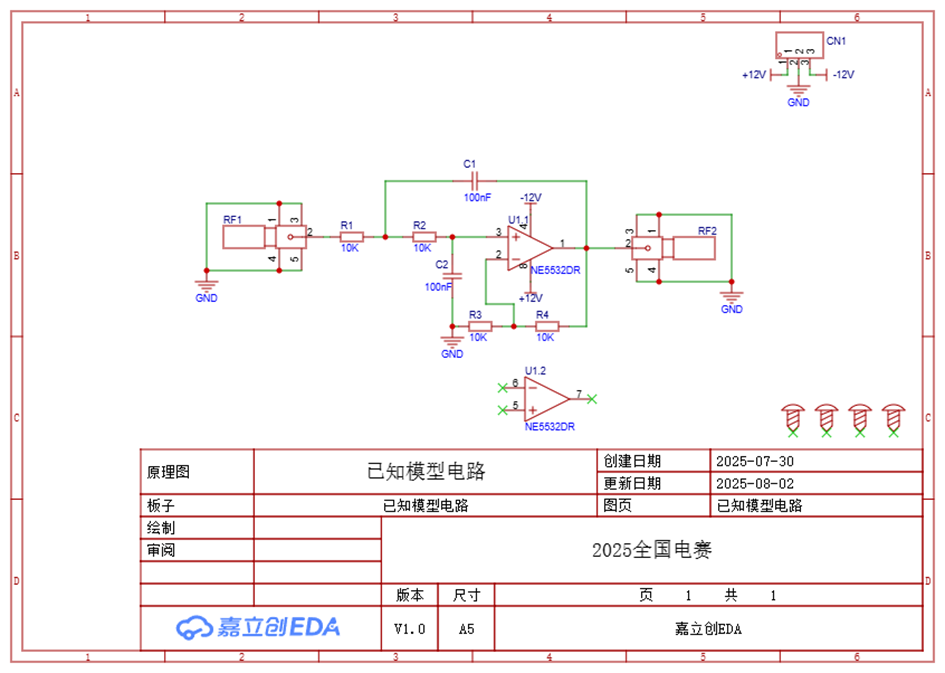 1 2 3 4 5 6
CN1
1 2 3
1 2 3
+12V -12V
GND
A A
C1
100nF
-12V
RF1 1 3
R1 R2 U1.1
2 3 4 1 3 1 RF2
10K 10K 2
C2 2
B 4 5 8 NE5532DR 5 4 B
100nF
GND +12V
GND
R3 R4
10K 10K
GND
U1.2
6 7
5
NE5532DR
C C
原理图 已知模型电路 创建日期 2025-07-30
更新日期 2025-08-02
板子 已知模型电路 图页 已知模型电路
绘制
审阅 2025全国电赛
D D
版本 尺寸 页 1 共 1
嘉立创EDA V1.0 A5 嘉立创EDA
1 2 3 4 5 6